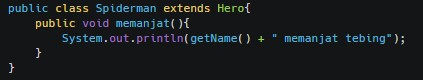 public class Spiderman extends Hero{
    public void memanjat(){
        System.out.println(getName() + " memanjat tebing");
    }
}